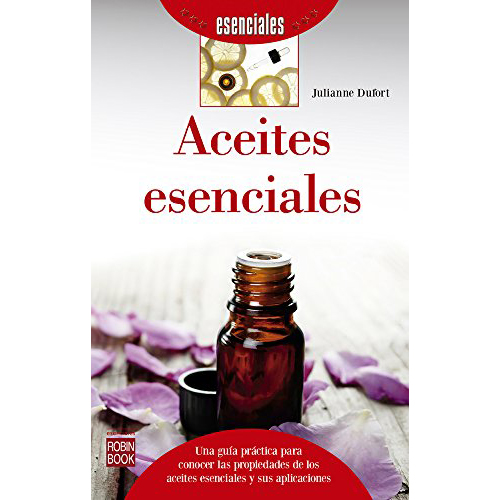 esenciales
Julianne Dufort
Aceites
esenciales
Una guía práctica para
conocer las propiedades de los
aceites esenciales y sus aplicaciones
ROBIN
BOOK